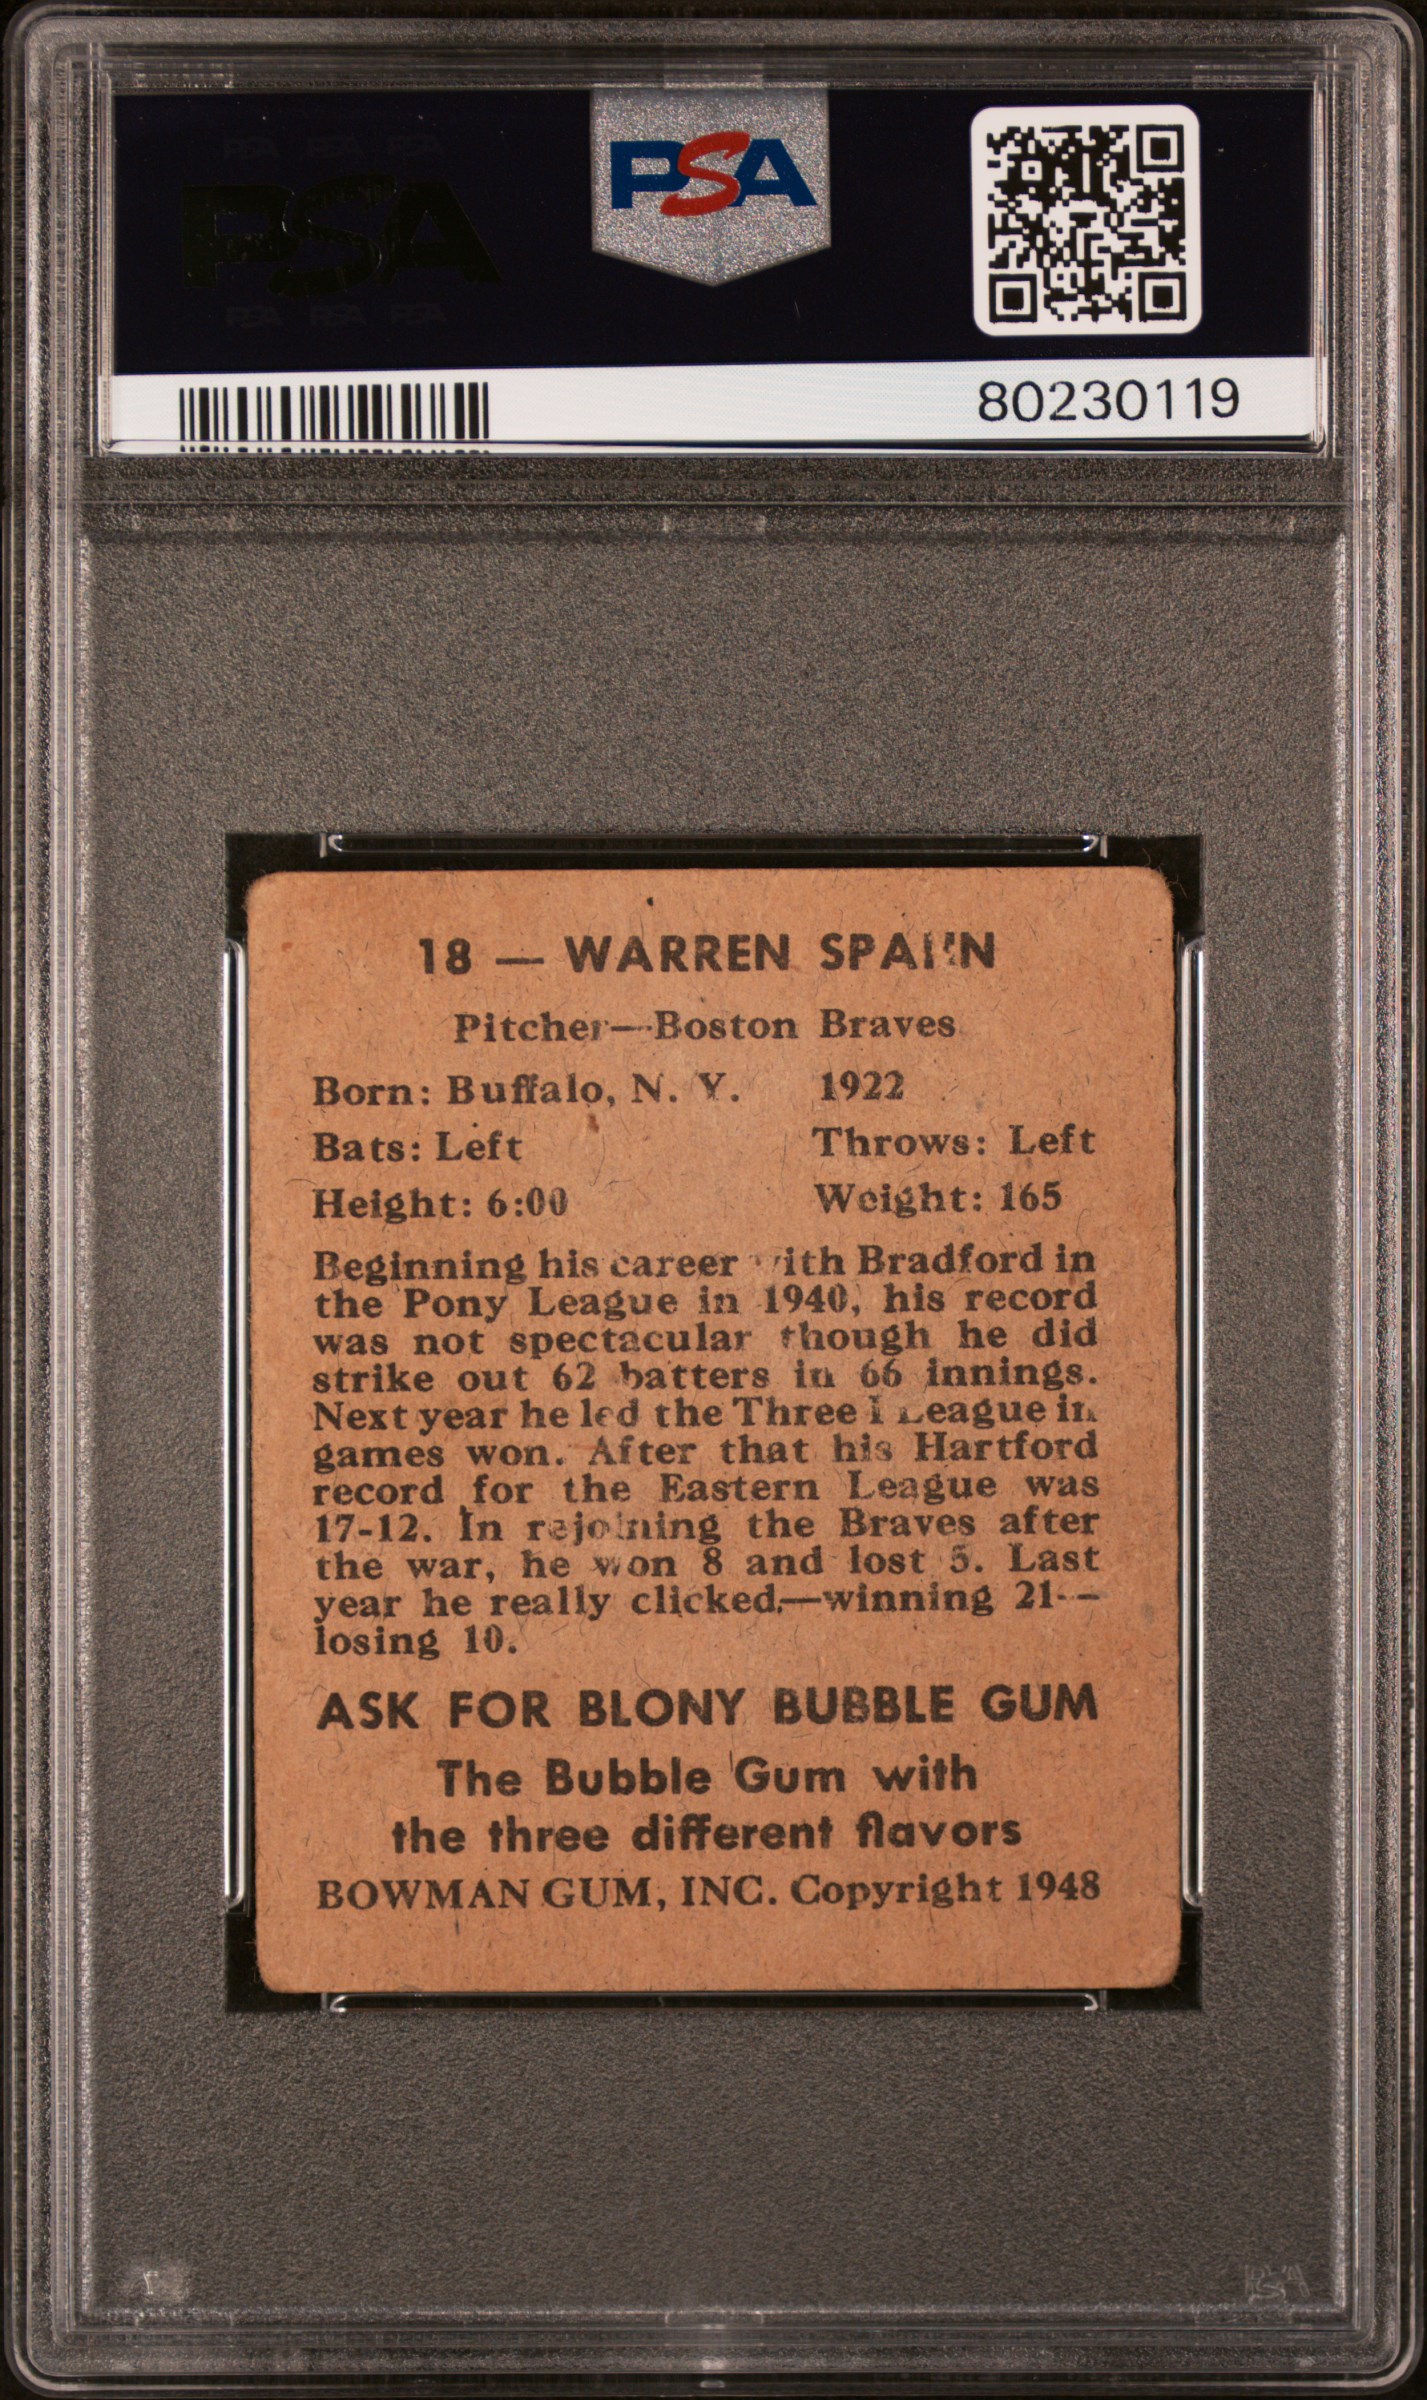 PSA
80230119
18 — WARREN SPAHN
Pitcher—Boston Braves
Born: Buffalo, N. Y. 1922
Bats: Left Throws: Left
Height: 6:00 Weight: 165
Beginning his career with Bradford in
the Pony League in 1940, his record
was not spectacular though he did
strike out 62 batters in 66 innings.
Next year he led the Three I League in
games won. After that his Hartford
record for the Eastern League was
17-12. In rejoining the Braves after
the war, he won 8 and lost 5. Last
year he really clicked,—winning 21—
losing 10.
ASK FOR BLONY BUBBLE GUM
The Bubble Gum with
the three different flavors
BOWMAN GUM, INC. Copyright 1948